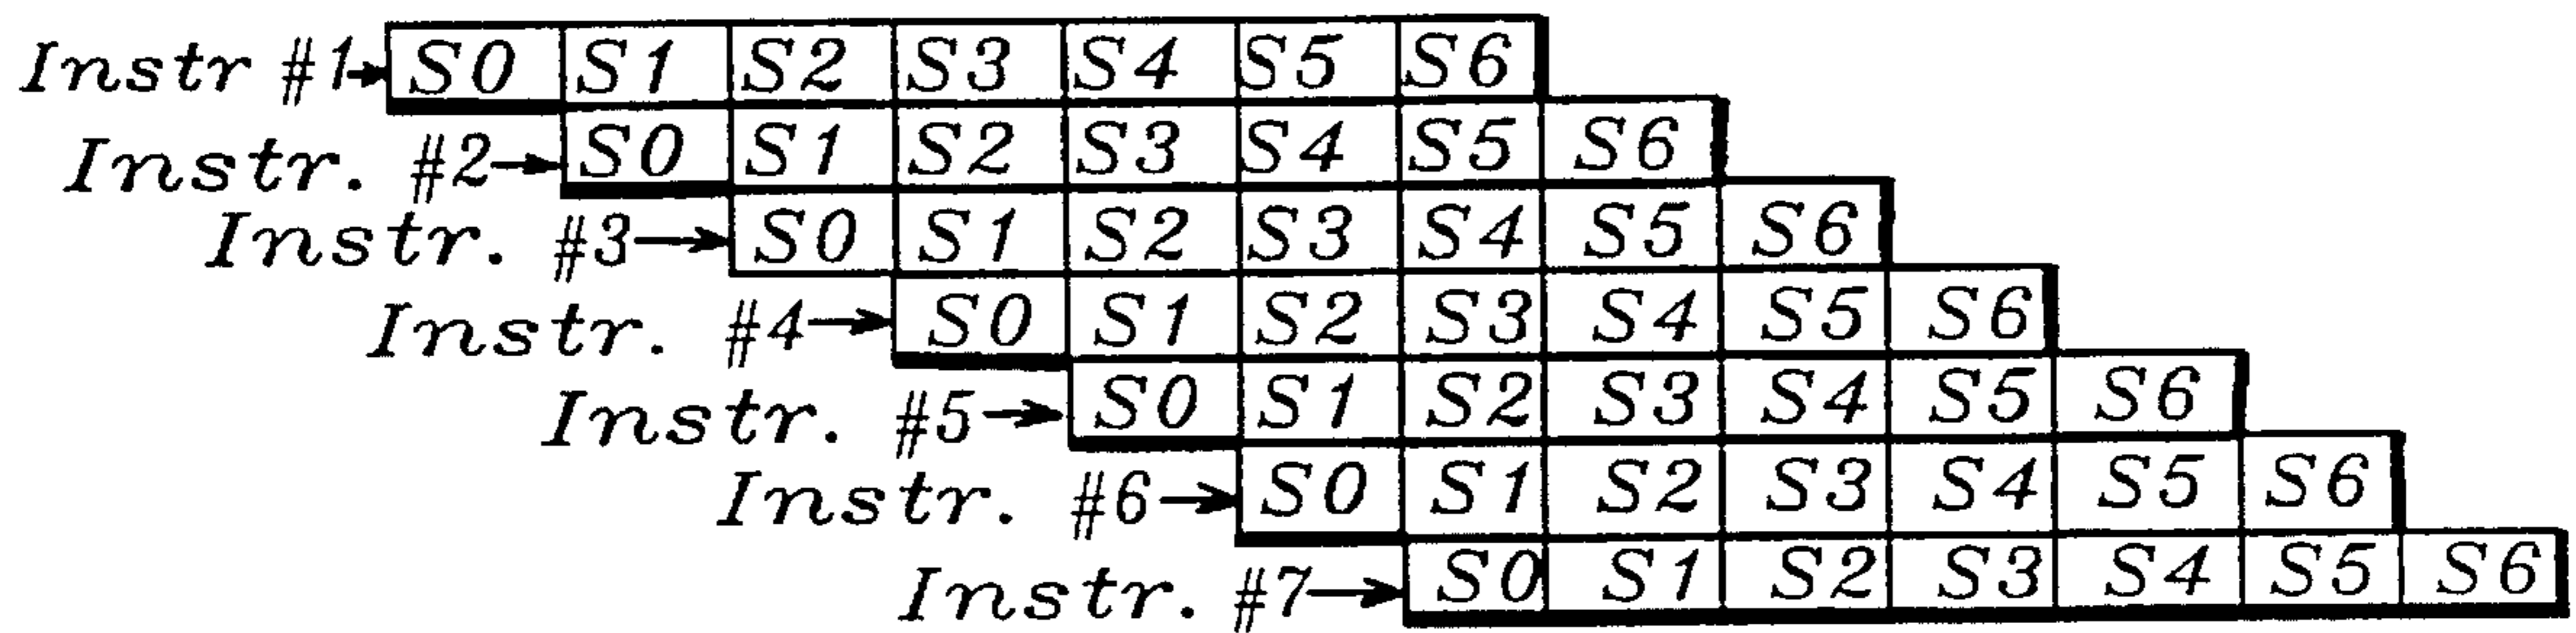 Instr #1 S0 S1 S2 S3 S4 S5 S6
Instr. #2 S0 S1 S2 S3 S4 S5 S6
Instr. #3 S0 S1 S2 S3 S4 S5 S6
Instr. #4 S0 S1 S2 S3 S4 S5 S6
Instr. #5 S0 S1 S2 S3 S4 S5 S6
Instr. #6 S0 S1 S2 S3 S4 S5 S6
Instr. #7 S0 S1 S2 S3 S4 S5 S6